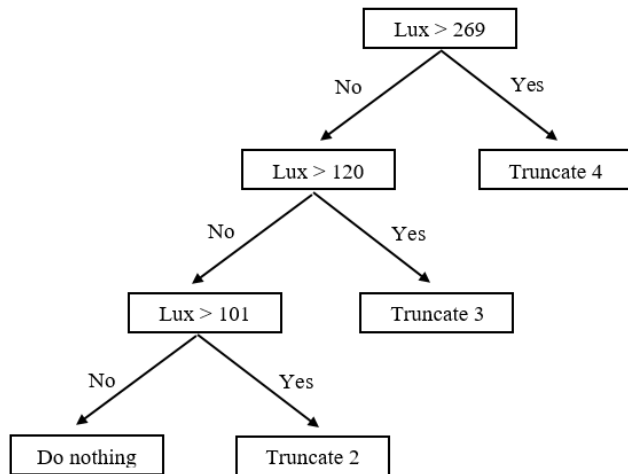 Lux > 269
No
Yes
Lux > 120
Truncate 4
No
Yes
Lux > 101
Truncate 3
No
Yes
Do nothing
Truncate 2